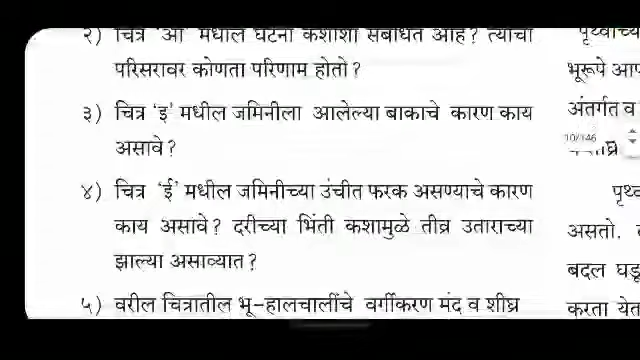 २) चित्र 'आ' मधील घटना कशाशी संबंधित आहे? त्याचा
परिसरावर कोणता परिणाम होतो?
३) चित्र 'इ' मधील जमिनीला आलेल्या बाकाचे कारण काय
असावे?
४) चित्र 'ई' मधील जमिनीच्या उंचीत फरक असण्याचे कारण
काय असावे? दरीच्या भिंती कशामुळे तीव्र उताराच्या
झाल्या असाव्यात?
५) वरील चित्रातील भू-हालचालींचे वर्गीकरण मंद व शीघ्र
पृथ्वीच्या
भूरूपे आप
अंतर्गत व
10/146
पृथ्व
असतो.
बदल घडू
करता येत